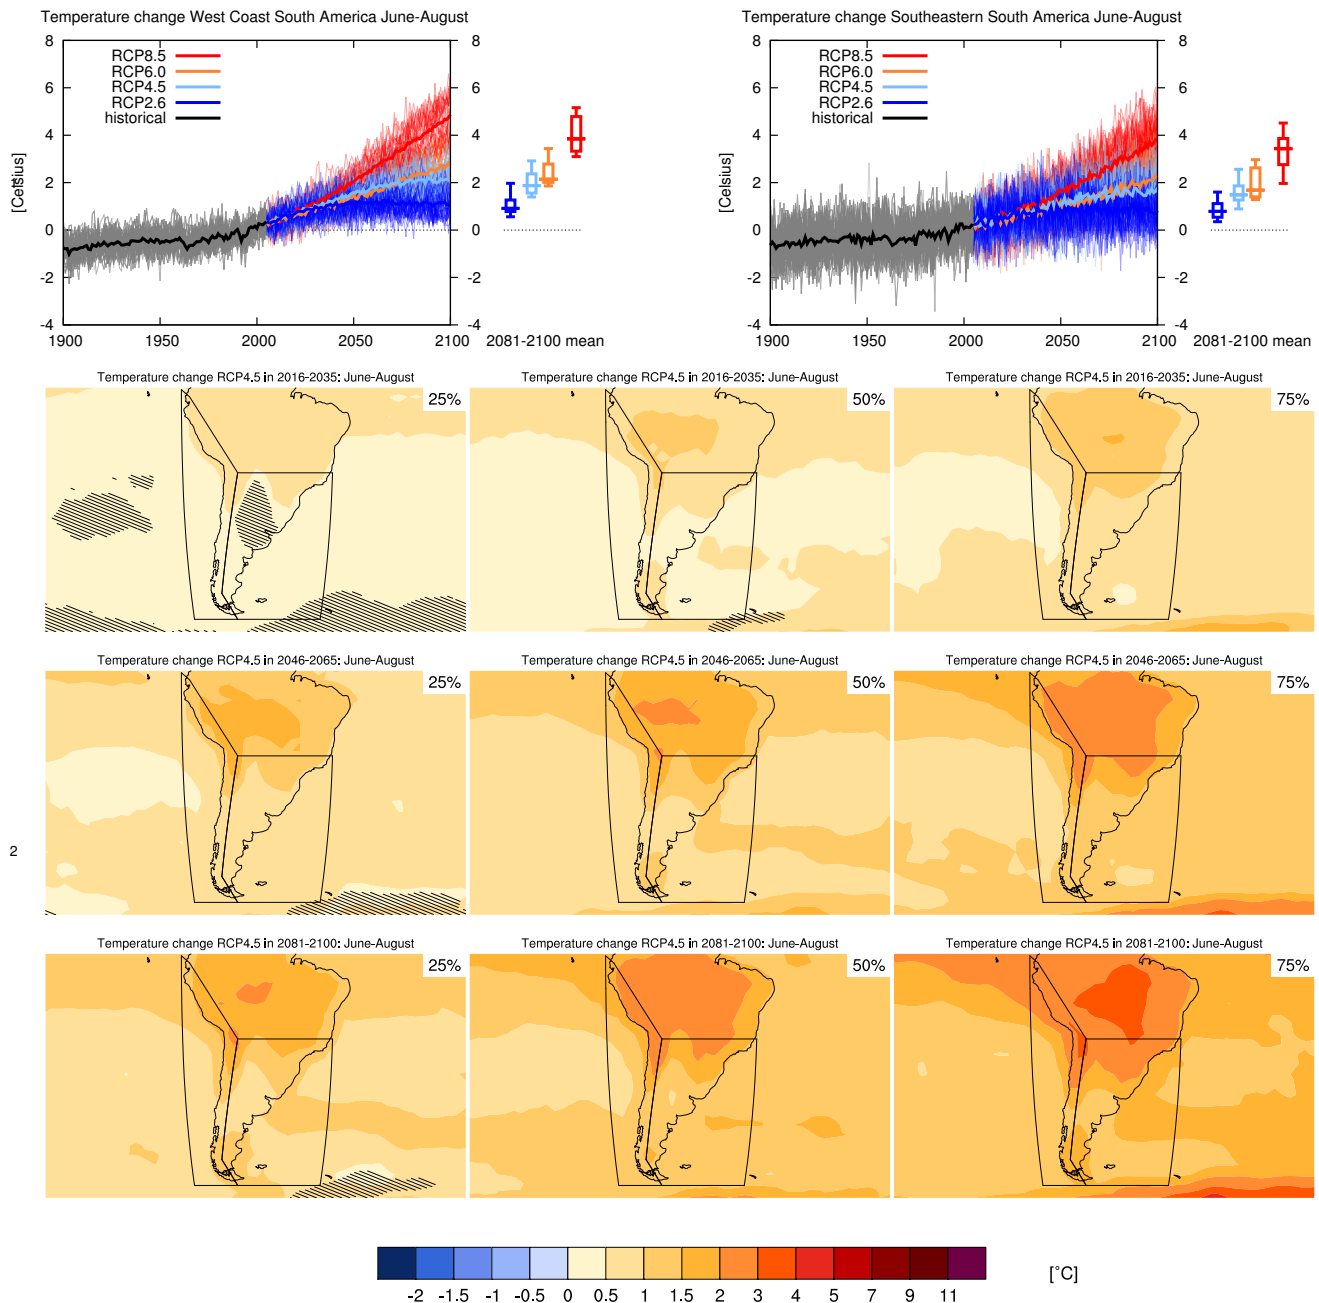 Temperature change West Coast South America June-August
8 8
6 6
4 4
2 2
0 0
-2 -2
-4 -4
[Celsius]
RCP8.5
RCP6.0
RCP4.5
RCP2.6
historical
1900 1950 2000 2050 2100 2081-2100 mean
Temperature change Southeastern South America June-August
8 8
6 6
4 4
2 2
0 0
-2 -2
-4 -4
[Celsius]
RCP8.5
RCP6.0
RCP4.5
RCP2.6
historical
1900 1950 2000 2050 2100 2081-2100 mean
Temperature change RCP4.5 in 2016-2035: June-August
25%
Temperature change RCP4.5 in 2016-2035: June-August
50%
Temperature change RCP4.5 in 2016-2035: June-August
75%
Temperature change RCP4.5 in 2046-2065: June-August
25%
Temperature change RCP4.5 in 2046-2065: June-August
50%
Temperature change RCP4.5 in 2046-2065: June-August
75%
2
Temperature change RCP4.5 in 2081-2100: June-August
25%
Temperature change RCP4.5 in 2081-2100: June-August
50%
Temperature change RCP4.5 in 2081-2100: June-August
75%
-2 -1.5 -1 -0.5 0 0.5 1 1.5 2 3 4 5 7 9 11
[°C]